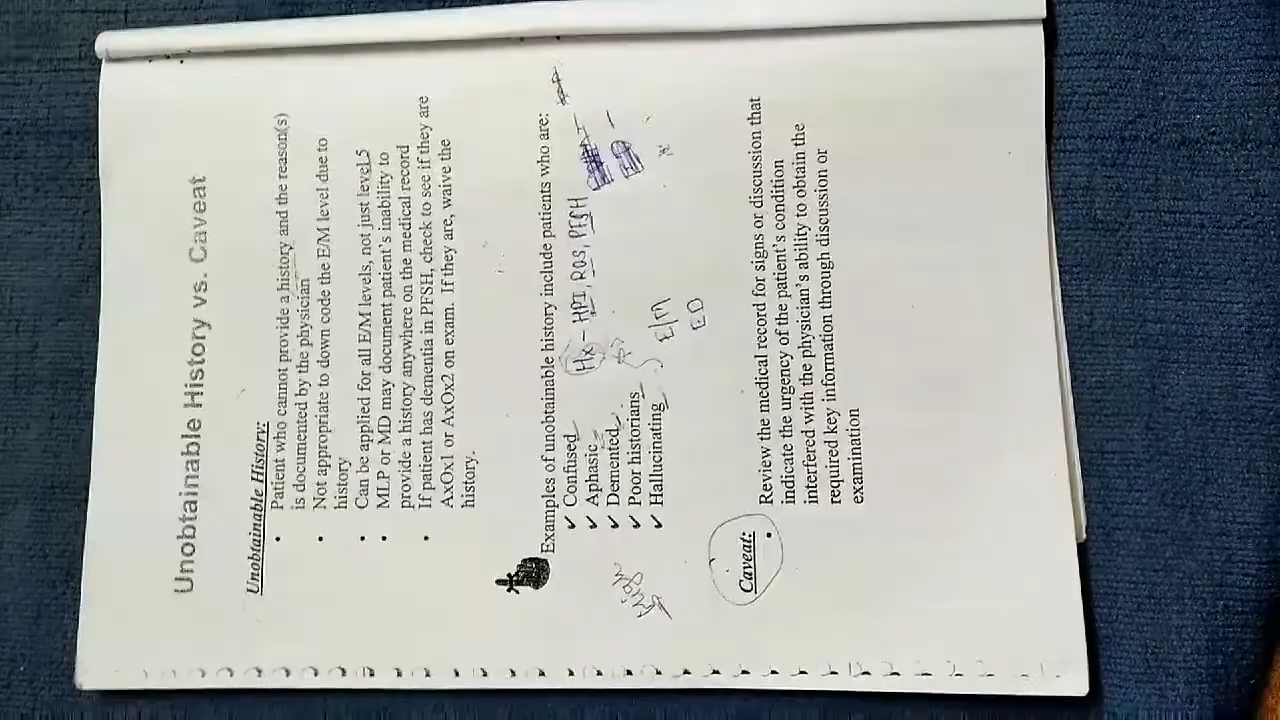 Unobtainable History vs. Caveat
Unobtainable History:
• Patient who cannot provide a history and the reason(s)
is documented by the physician
• Not appropriate to down code the E/M level due to
history
• Can be applied for all E/M levels, not just level 5
• MLP or MD may document patient's inability to
provide a history anywhere on the medical record
• If patient has dementia in PFSH, check to see if they are
AxOx1 or AxOx2 on exam. If they are, waive the
history.
Examples of unobtainable history include patients who are:
✓ Confused
Hx - HPI, ROS, PFSH
✓ Aphasic
✓ Demented
✓ Poor historians
✓ Hallucinating
E/M
ED
Caveat:
• Review the medical record for signs or discussion that
indicate the urgency of the patient's condition
interfered with the physician's ability to obtain the
required key information through discussion or
examination